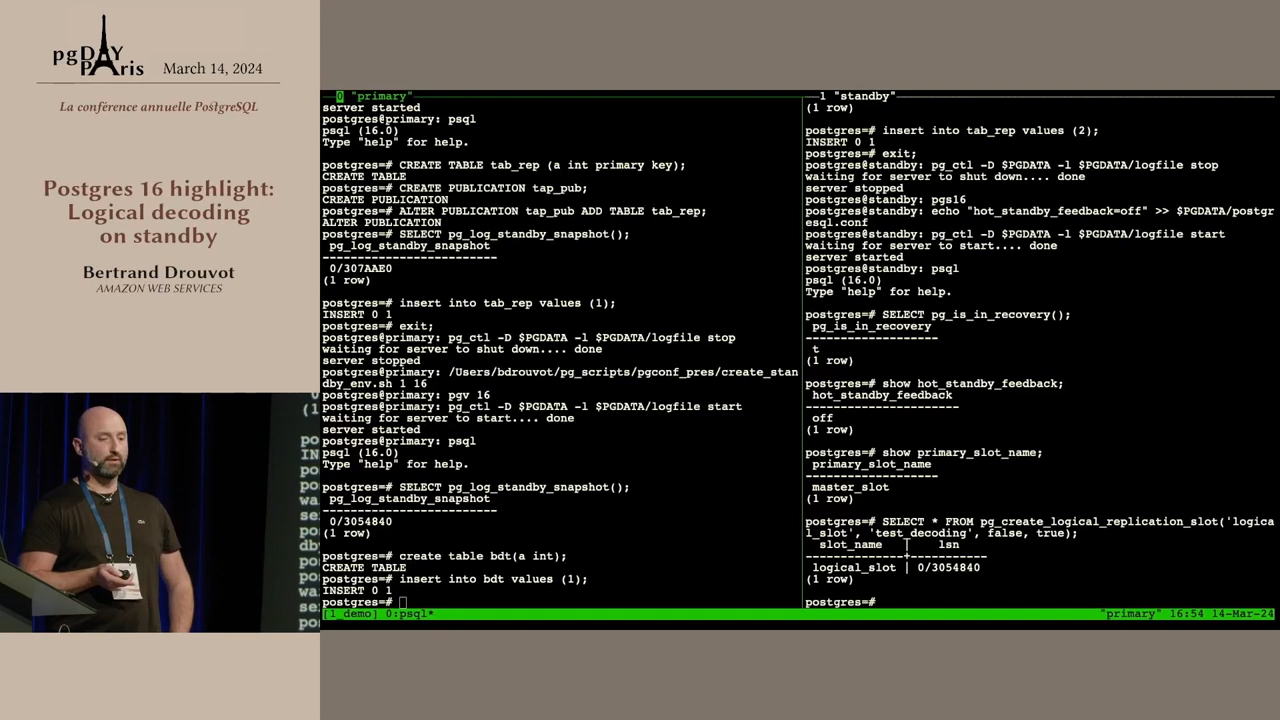 pgDAY
PAris
March 14, 2024
La conférence annuelle PostgreSQL
Postgres 16 highlight:
Logical decoding
on standby
Bertrand Drouvot
AMAZON WEB SERVICES
0 "primary"
server started
postgres@primary: psql
psql (16.0)
Type "help" for help.
postgres=# CREATE TABLE tab_rep (a int primary key);
CREATE TABLE
postgres=# CREATE PUBLICATION tap_pub;
CREATE PUBLICATION
postgres=# ALTER PUBLICATION tap_pub ADD TABLE tab_rep;
ALTER PUBLICATION
postgres=# SELECT pg_log_standby_snapshot();
pg_log_standby_snapshot
-------------------------
0/307AAE0
(1 row)
postgres=# insert into tab_rep values (1);
INSERT 0 1
postgres=# exit;
postgres@primary: pg_ctl -D $PGDATA -l $PGDATA/logfile stop
waiting for server to shut down.... done
server stopped
postgres@primary: /Users/bdrouvot/pg_scripts/pgconf_pres/create_stan
dby_env.sh 1 16
postgres@primary: pgv 16
postgres@primary: pg_ctl -D $PGDATA -l $PGDATA/logfile start
waiting for server to start.... done
server started
postgres@primary: psql
psql (16.0)
Type "help" for help.
postgres=# SELECT pg_log_standby_snapshot();
pg_log_standby_snapshot
-------------------------
0/3054840
(1 row)
postgres=# create table bdt(a int);
CREATE TABLE
postgres=# insert into bdt values (1);
INSERT 0 1
postgres=#
1 "standby"
(1 row)
postgres=# insert into tab_rep values (2);
INSERT 0 1
postgres=# exit;
postgres@standby: pg_ctl -D $PGDATA -l $PGDATA/logfile stop
waiting for server to shut down.... done
server stopped
postgres@standby: pgs16
postgres@standby: echo "hot_standby_feedback=off" >> $PGDATA/postgr
esql.conf
postgres@standby: pg_ctl -D $PGDATA -l $PGDATA/logfile start
waiting for server to start.... done
server started
postgres@standby: psql
psql (16.0)
Type "help" for help.
postgres=# SELECT pg_is_in_recovery();
pg_is_in_recovery
-------------------
t
(1 row)
postgres=# show hot_standby_feedback;
hot_standby_feedback
----------------------
off
(1 row)
postgres=# show primary_slot_name;
primary_slot_name
-------------------
master_slot
(1 row)
postgres=# SELECT * FROM pg_create_logical_replication_slot('logica
l_slot', 'test_decoding', false, true);
slot_name | lsn
--------------+-----------
logical_slot | 0/3054840
(1 row)
postgres=#
[1_demo] 0:psql* "primary" 16:54 14-Mar-24
(1
po
IN
po
po
wa
se
po
db
po
po
wa
se
po